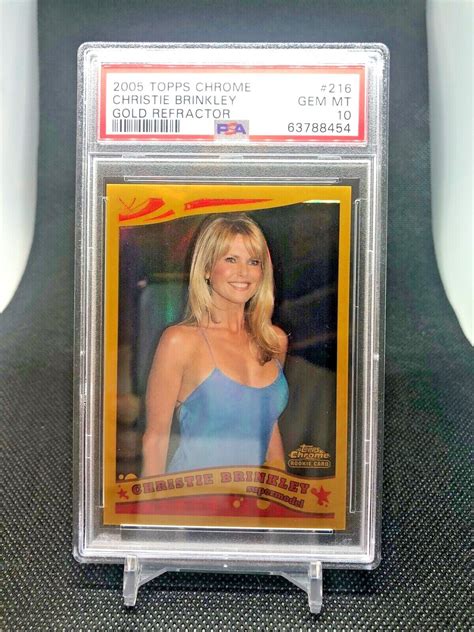 2005 TOPPS CHROME #216
CHRISTIE BRINKLEY GEM MT
GOLD REFRACTOR 10
PSA 63788454
Topps
Chrome
ROOKIE CARD
CHRISTIE BRINKLEY
supermodel